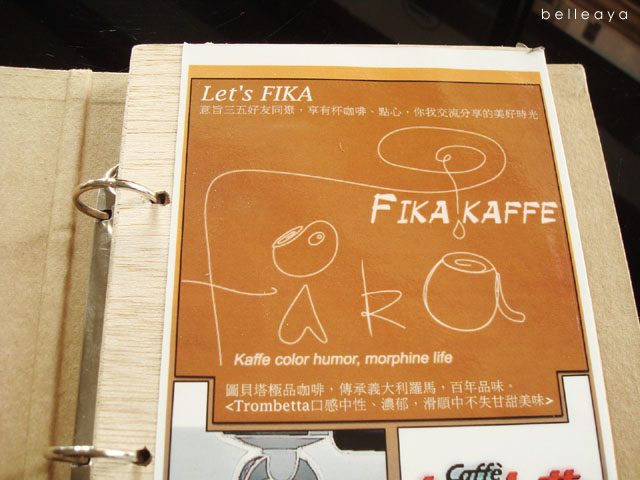 belleaya
Let's FIKA
意旨三五好友同聚，享有杯咖啡、點心，你我交流分享的美好時光
FIKA KAFFE
FIKA
Kaffe color humor, morphine life
圖貝塔極品咖啡，傳承義大利羅馬，百年品味。
<Trombetta口感中性、濃郁，滑順中不失甘甜美味>
Caffè